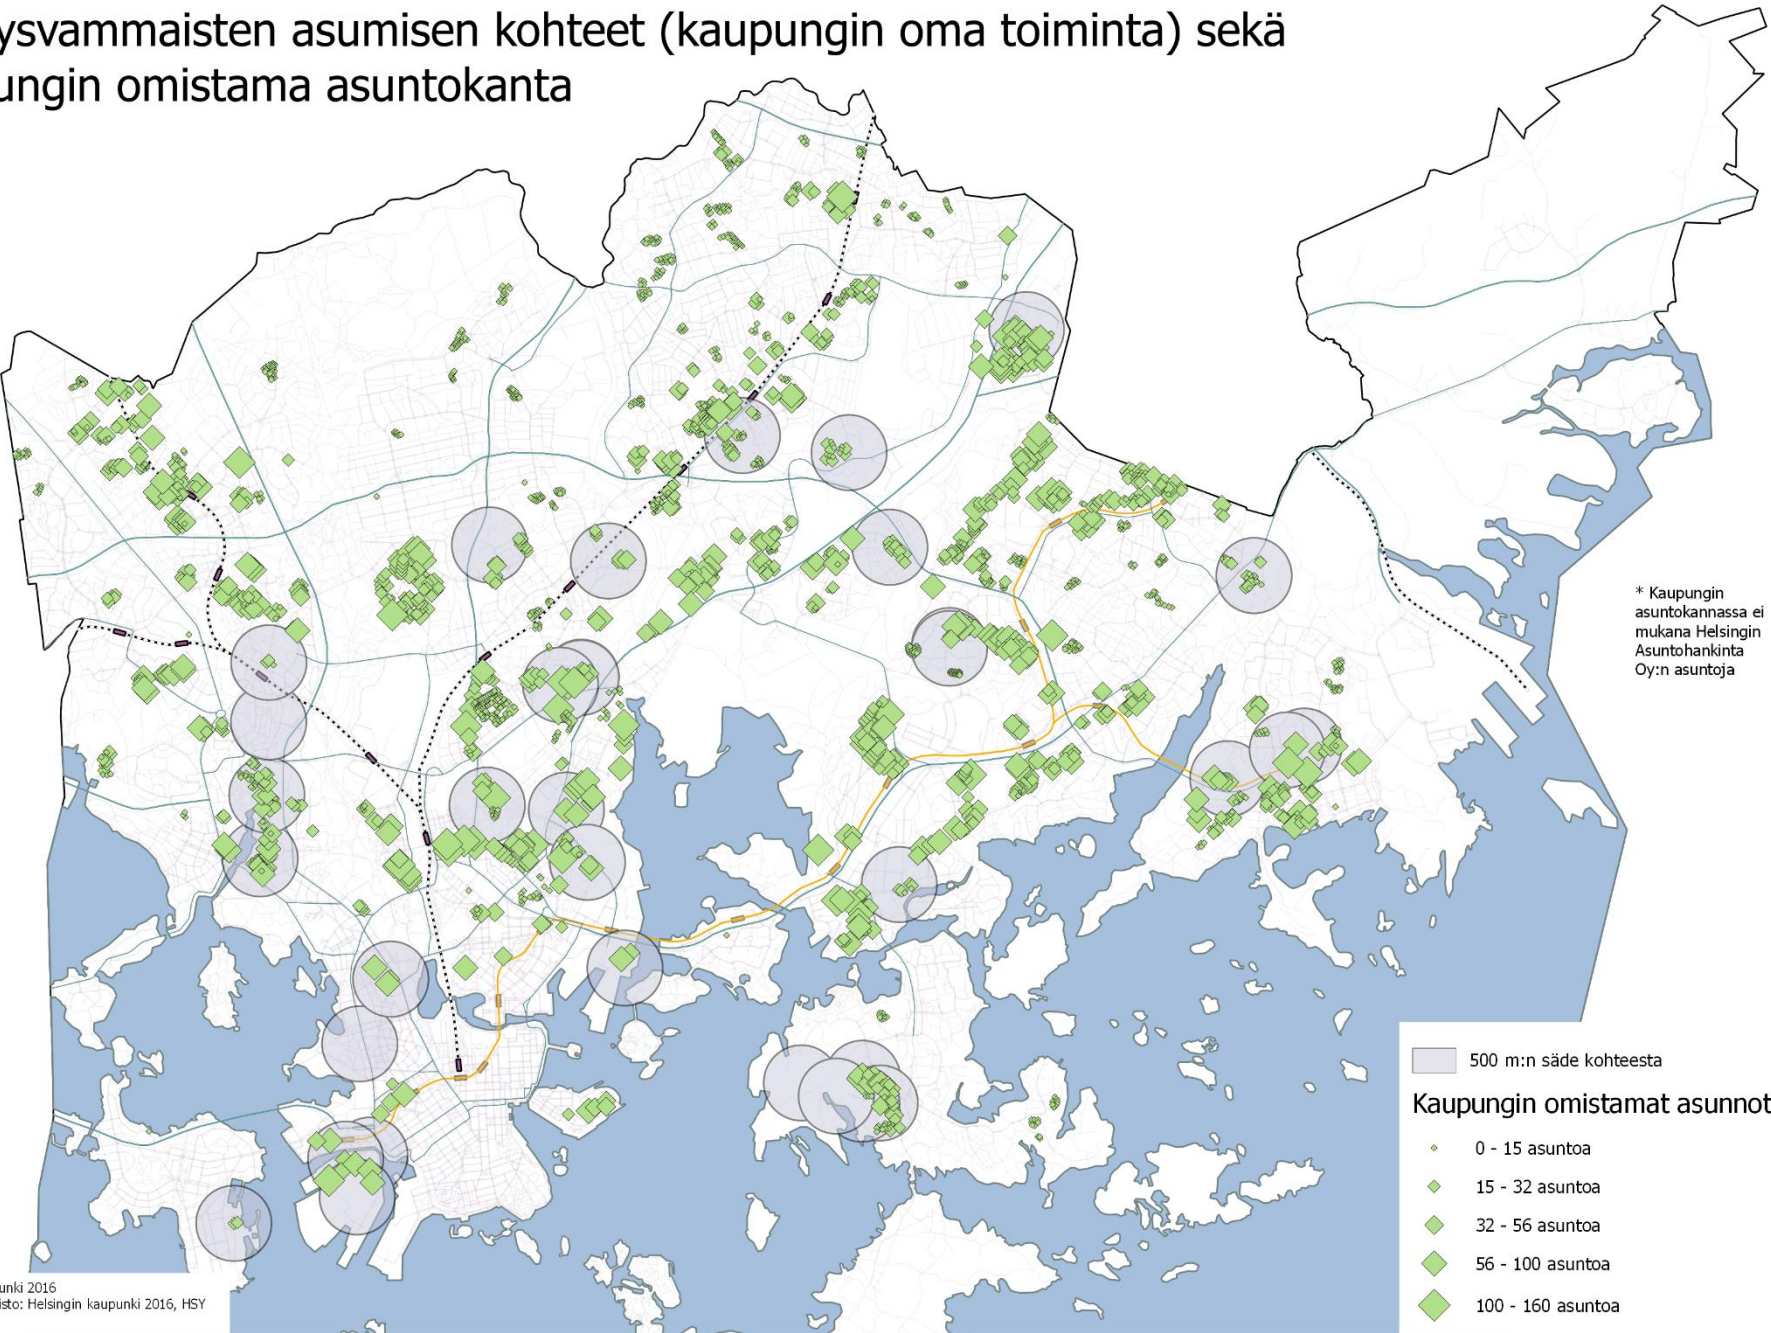 ysvammaisten asumisen kohteet (kaupungin oma toiminta) sekä
ungin omistama asuntokanta
* Kaupungin
asuntokannassa ei
mukana Helsingin
Asuntohankinta
Oy:n asuntoja
500 m:n säde kohteesta
Kaupungin omistamat asunnot
0 - 15 asuntoa
15 - 32 asuntoa
32 - 56 asuntoa
56 - 100 asuntoa
100 - 160 asuntoa
unki 2016
isto: Helsingin kaupunki 2016, HSY